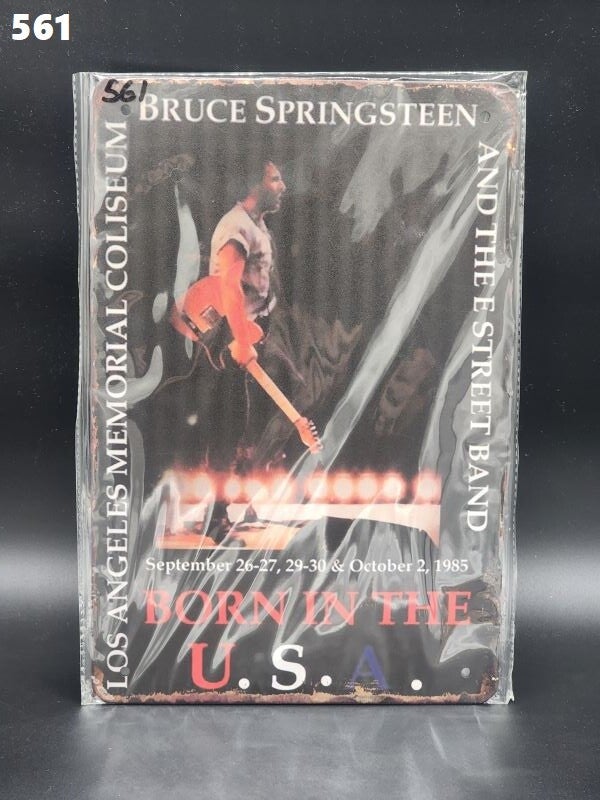 561
561
BRUCE SPRINGSTEEN
AND THE E STREET BAND
LOS ANGELES MEMORIAL COLISEUM
September 26-27, 29-30 & October 2, 1985
BORN IN THE
U.S.A.